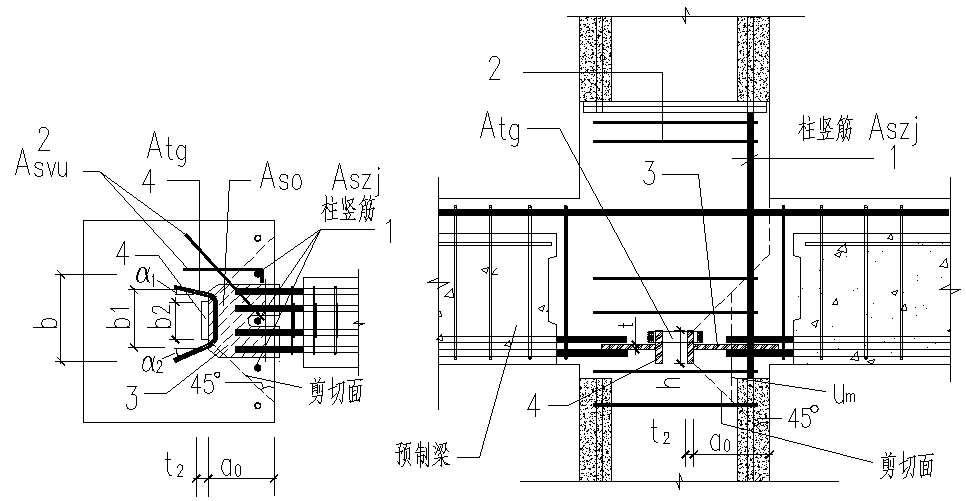 2
Asvu
Atg
4
Aso
Aszj
柱竖筋
1
4
α1
b
b1
b2
α2
3
45°
剪切面
t2
a0
2
Atg
3
柱竖筋 Aszj
1
t
h
4
um
45°
t2
a0
预制梁
剪切面